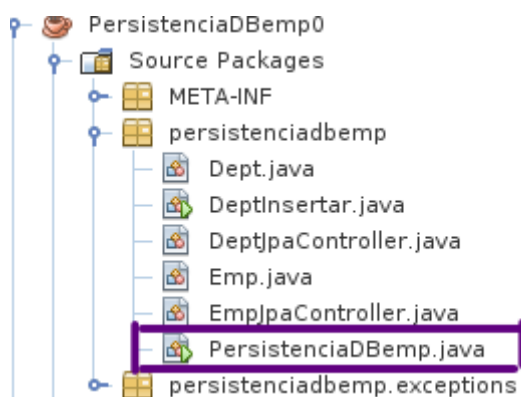 PersistenciaDBemp0
Source Packages
META-INF
persistenciadbemp
Dept.java
DeptInsertar.java
DeptJpaController.java
Emp.java
EmpJpaController.java
PersistenciaDBemp.java
persistenciadbemp.exceptions